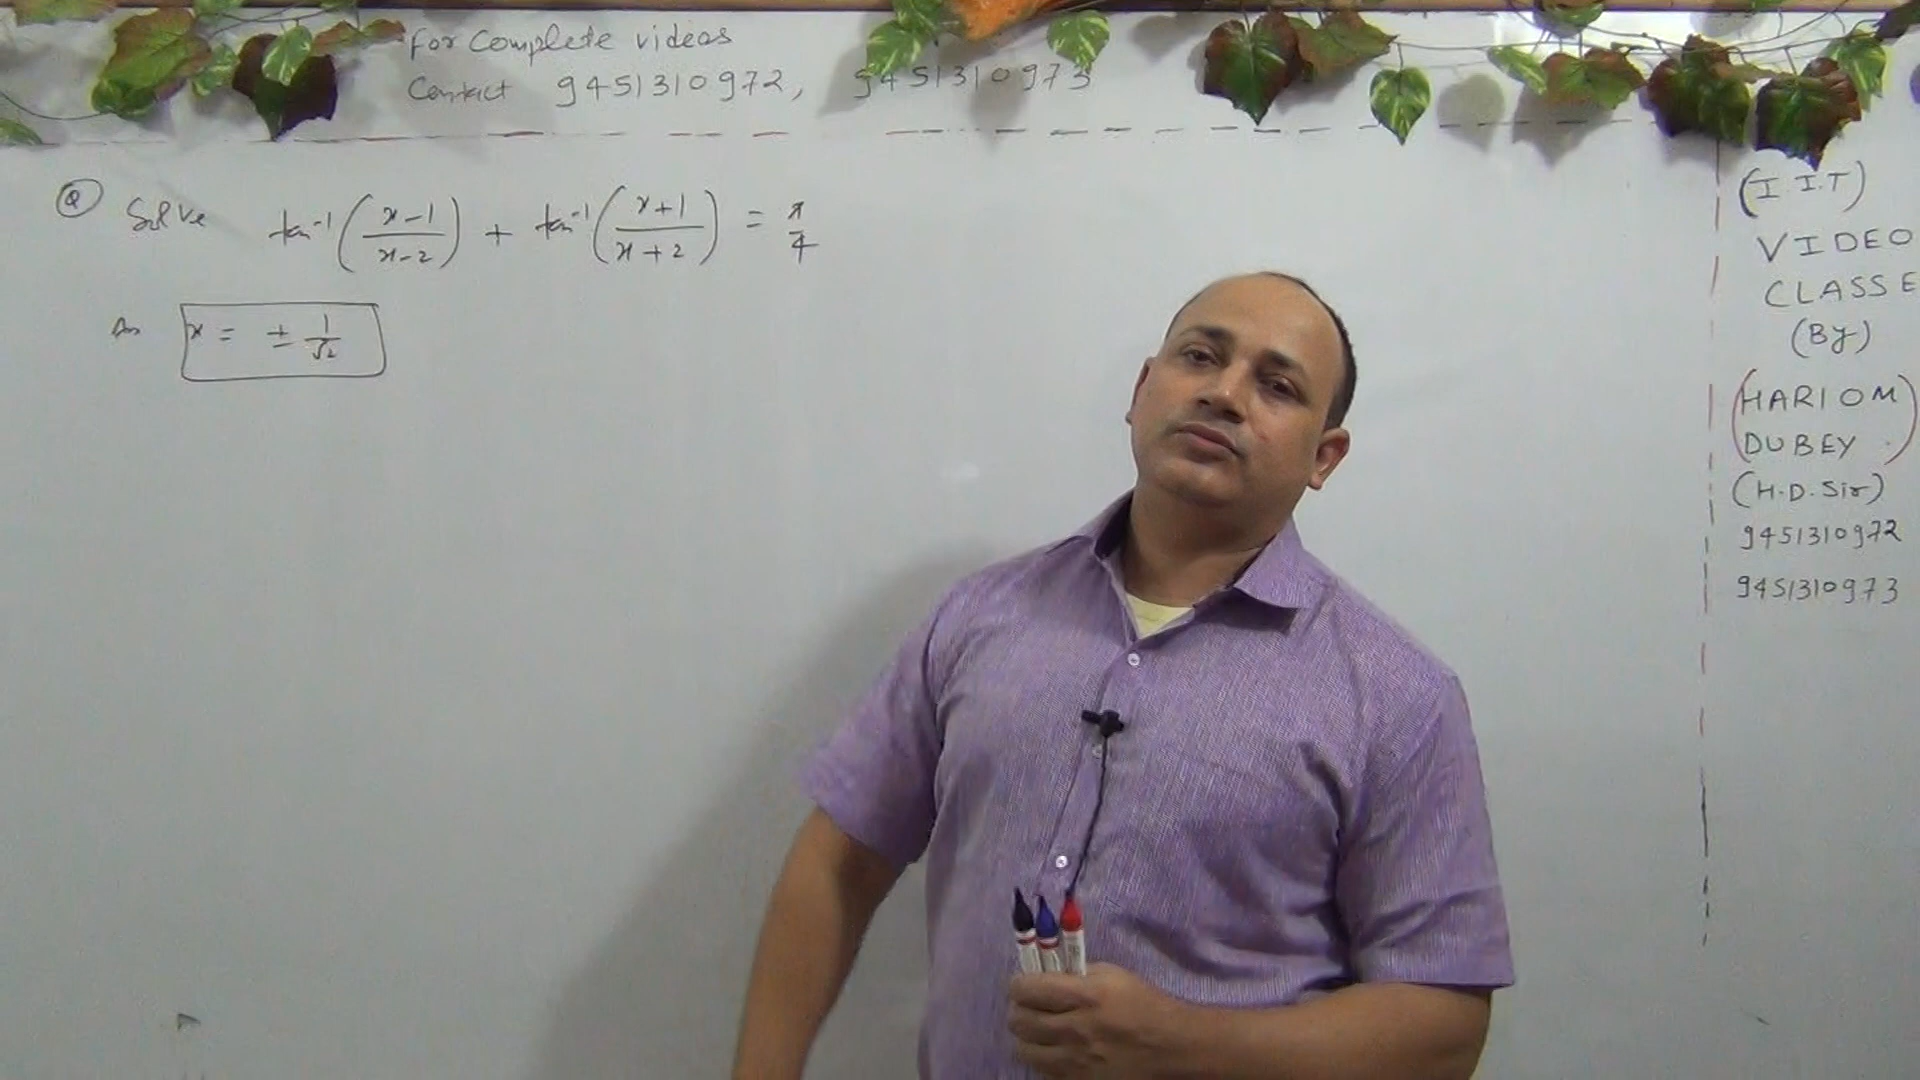 For Complete videos
Contact 9451310972, 9451310973
Q Solve tan⁻¹((x-1)/(x-2)) + tan⁻¹((x+1)/(x+2)) = π/4
An x = ± 1/√2
(I.I.T)
VIDEO
CLASSE
(By)
(HARIOM
DUBEY)
(H.D. Sir)
9451310972
9451310973